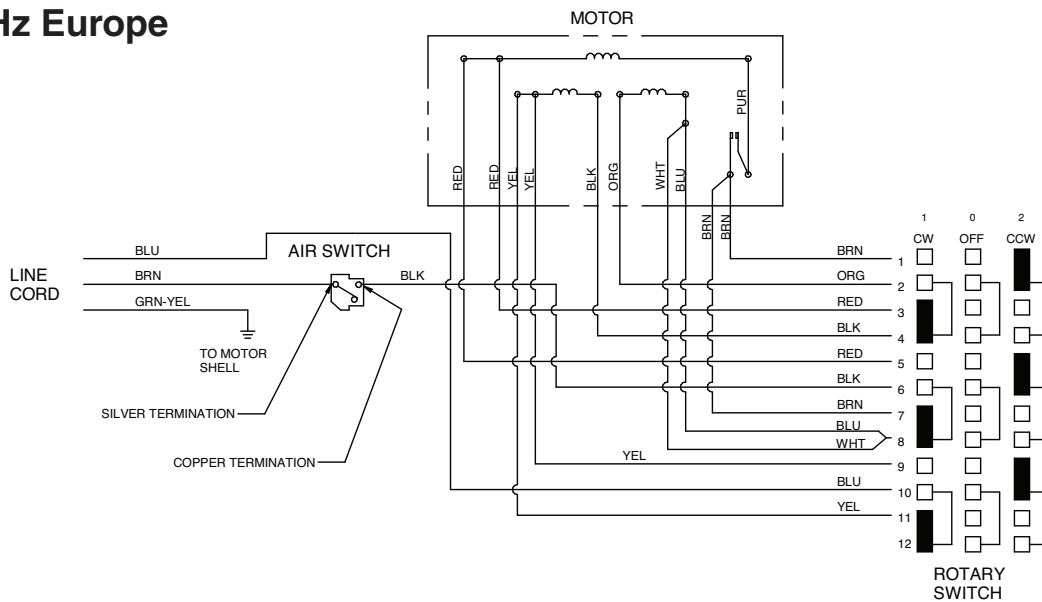 Hz Europe
MOTOR
PUR
RED
RED
YEL
YEL
BLK
ORG
WHT
BLU
BRN
BRN
1 0 2
CW OFF CCW
BLU
AIR SWITCH
BRN
BLK
LINE
CORD
GRN-YEL
TO MOTOR
SHELL
SILVER TERMINATION
COPPER TERMINATION
BRN 1
ORG 2
RED 3
BLK 4
RED 5
BLK 6
BRN 7
BLU
WHT 8
YEL 9
BLU 10
YEL 11
12
ROTARY
SWITCH